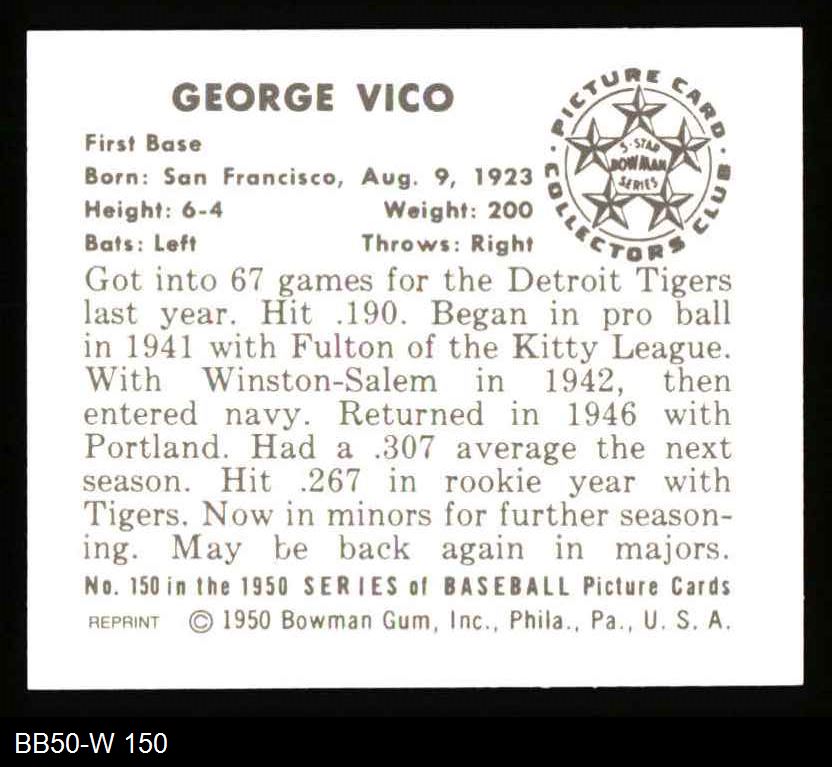 GEORGE VICO
First Base
Born: San Francisco, Aug. 9, 1923
Height: 6-4 Weight: 200
Bats: Left Throws: Right
PICTURE CARD
COLLECTORS CLUB
5-STAR
BOWMAN
SERIES
Got into 67 games for the Detroit Tigers
last year. Hit .190. Began in pro ball
in 1941 with Fulton of the Kitty League.
With Winston-Salem in 1942, then
entered navy. Returned in 1946 with
Portland. Had a .307 average the next
season. Hit .267 in rookie year with
Tigers. Now in minors for further season-
ing. May be back again in majors.
No. 150 in the 1950 SERIES of BASEBALL Picture Cards
REPRINT © 1950 Bowman Gum, Inc., Phila., Pa., U. S. A.
BB50-W 150